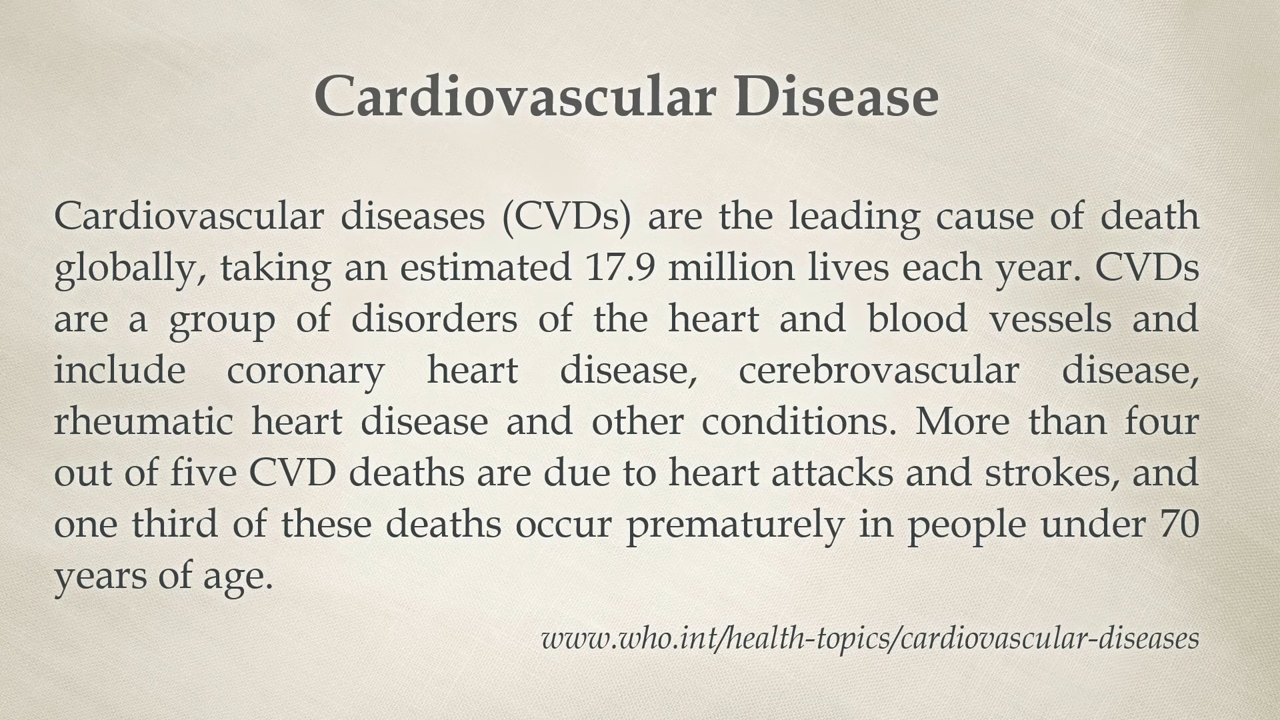 Cardiovascular Disease
Cardiovascular diseases (CVDs) are the leading cause of death
globally, taking an estimated 17.9 million lives each year. CVDs
are a group of disorders of the heart and blood vessels and
include coronary heart disease, cerebrovascular disease,
rheumatic heart disease and other conditions. More than four
out of five CVD deaths are due to heart attacks and strokes, and
one third of these deaths occur prematurely in people under 70
years of age.
www.who.int/health-topics/cardiovascular-diseases